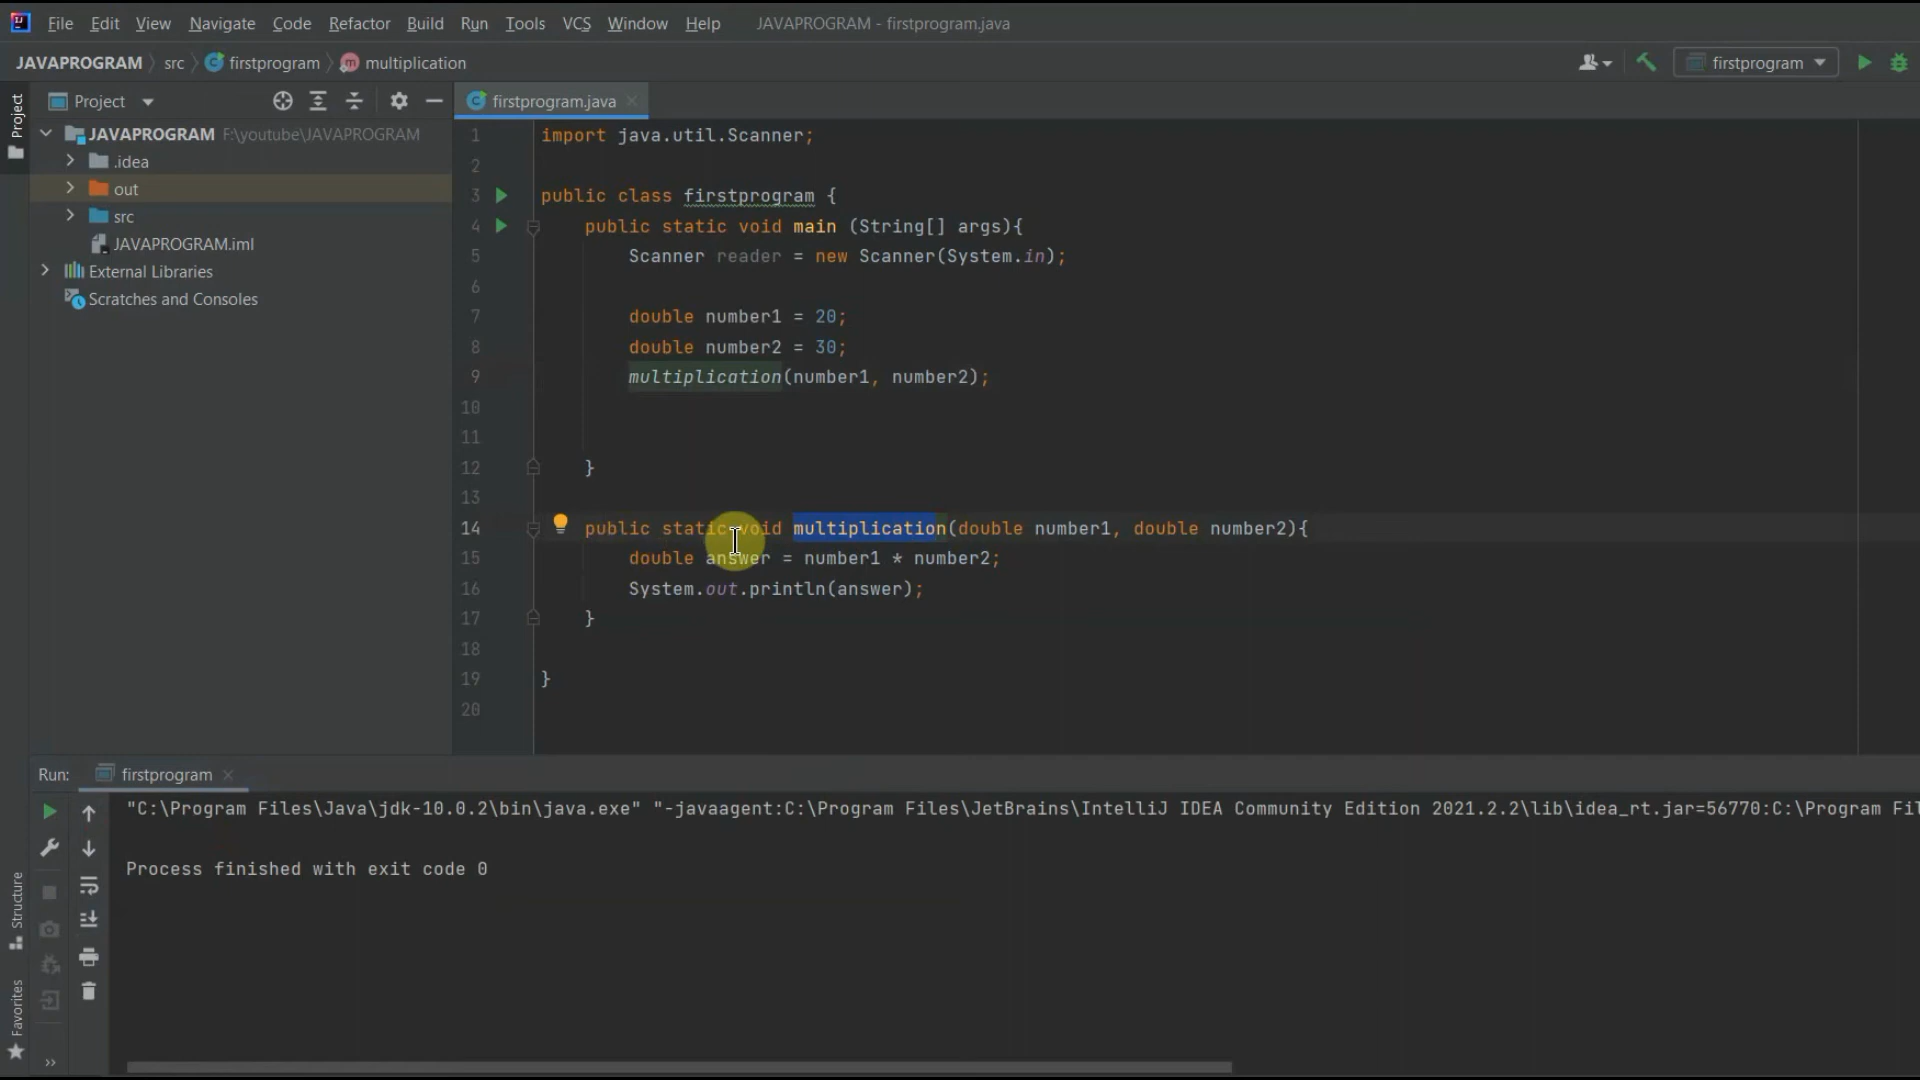 File Edit View Navigate Code Refactor Build Run Tools VCS Window Help JAVAPROGRAM - firstprogram.java
JAVAPROGRAM src firstprogram multiplication firstprogram
Project
Project
firstprogram.java
JAVAPROGRAM F:\youtube\JAVAPROGRAM
.idea
out
src
JAVAPROGRAM.iml
External Libraries
Scratches and Consoles
1 import java.util.Scanner;
2
3 public class firstprogram {
4 public static void main (String[] args){
5 Scanner reader = new Scanner(System.in);
6
7 double number1 = 20;
8 double number2 = 30;
9 multiplication(number1, number2);
10
11
12 }
13
14 public static void multiplication(double number1, double number2){
15 double answer = number1 * number2;
16 System.out.println(answer);
17 }
18
19 }
20
Run: firstprogram
"C:\Program Files\Java\jdk-10.0.2\bin\java.exe" "-javaagent:C:\Program Files\JetBrains\IntelliJ IDEA Community Edition 2021.2.2\lib\idea_rt.jar=56770:C:\Program Fil
Process finished with exit code 0
Structure
Favorites